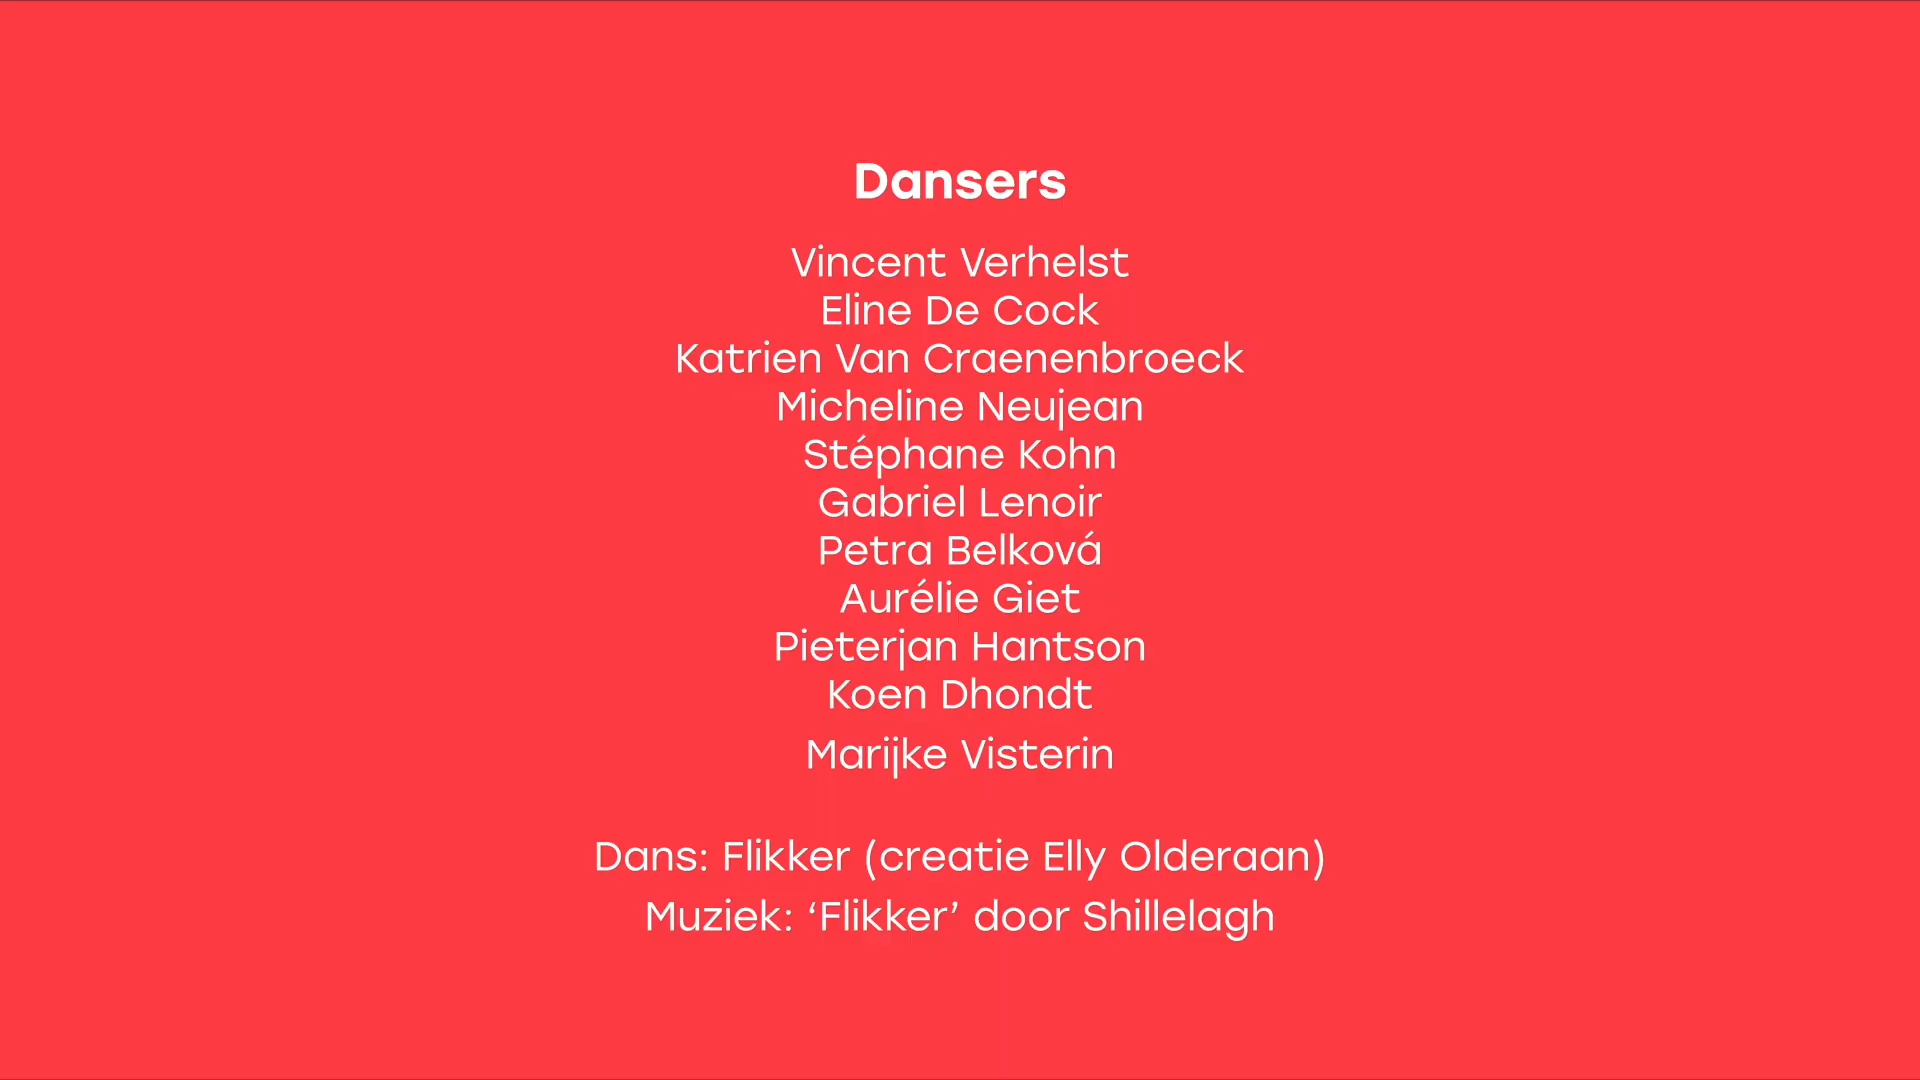 Dansers
Vincent Verhelst
Eline De Cock
Katrien Van Craenenbroeck
Micheline Neujean
Stéphane Kohn
Gabriel Lenoir
Petra Belková
Aurélie Giet
Pieterjan Hantson
Koen Dhondt
Marijke Visterin
Dans: Flikker (creatie Elly Olderaan)
Muziek: ‘Flikker’ door Shillelagh